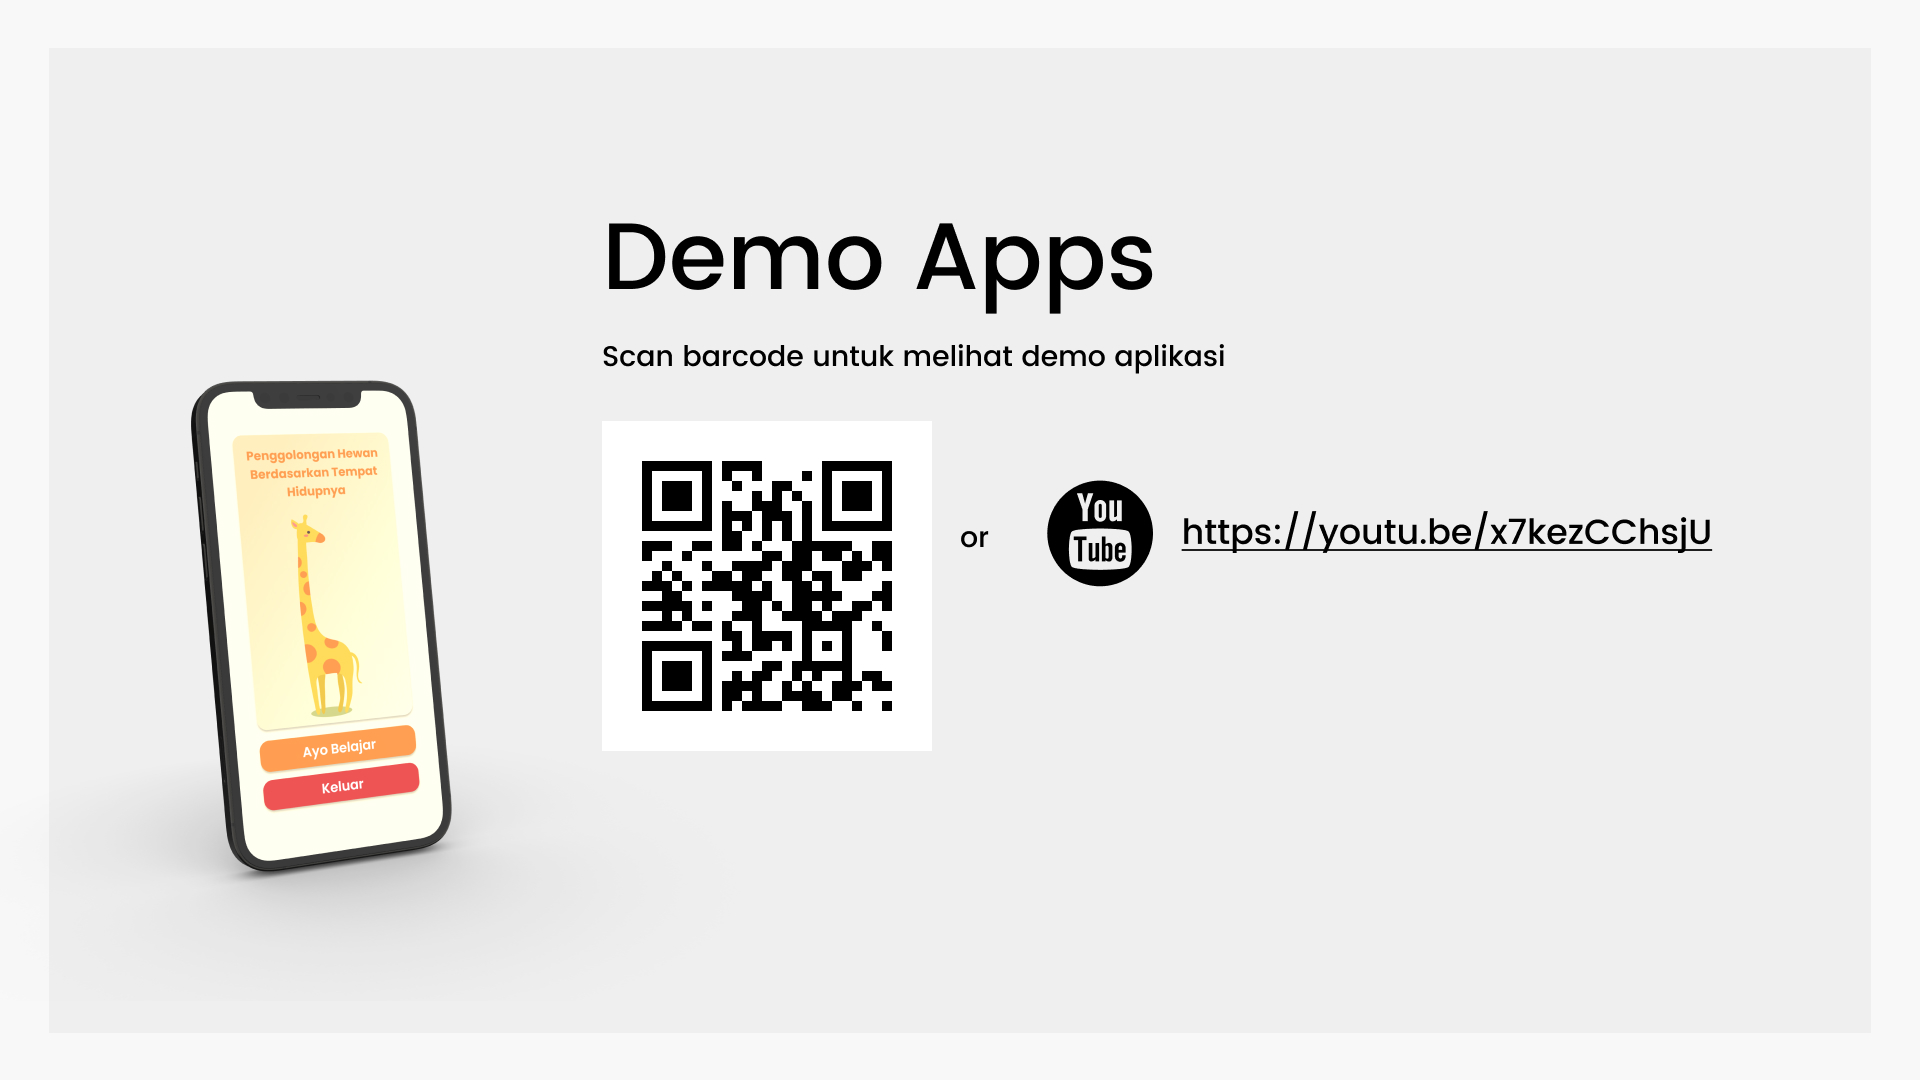 Demo Apps
Scan barcode untuk melihat demo aplikasi
Penggolongan Hewan
Berdasarkan Tempat
Hidupnya
Ayo Belajar
Keluar
or
You
Tube
https://youtu.be/x7kezCChsjU